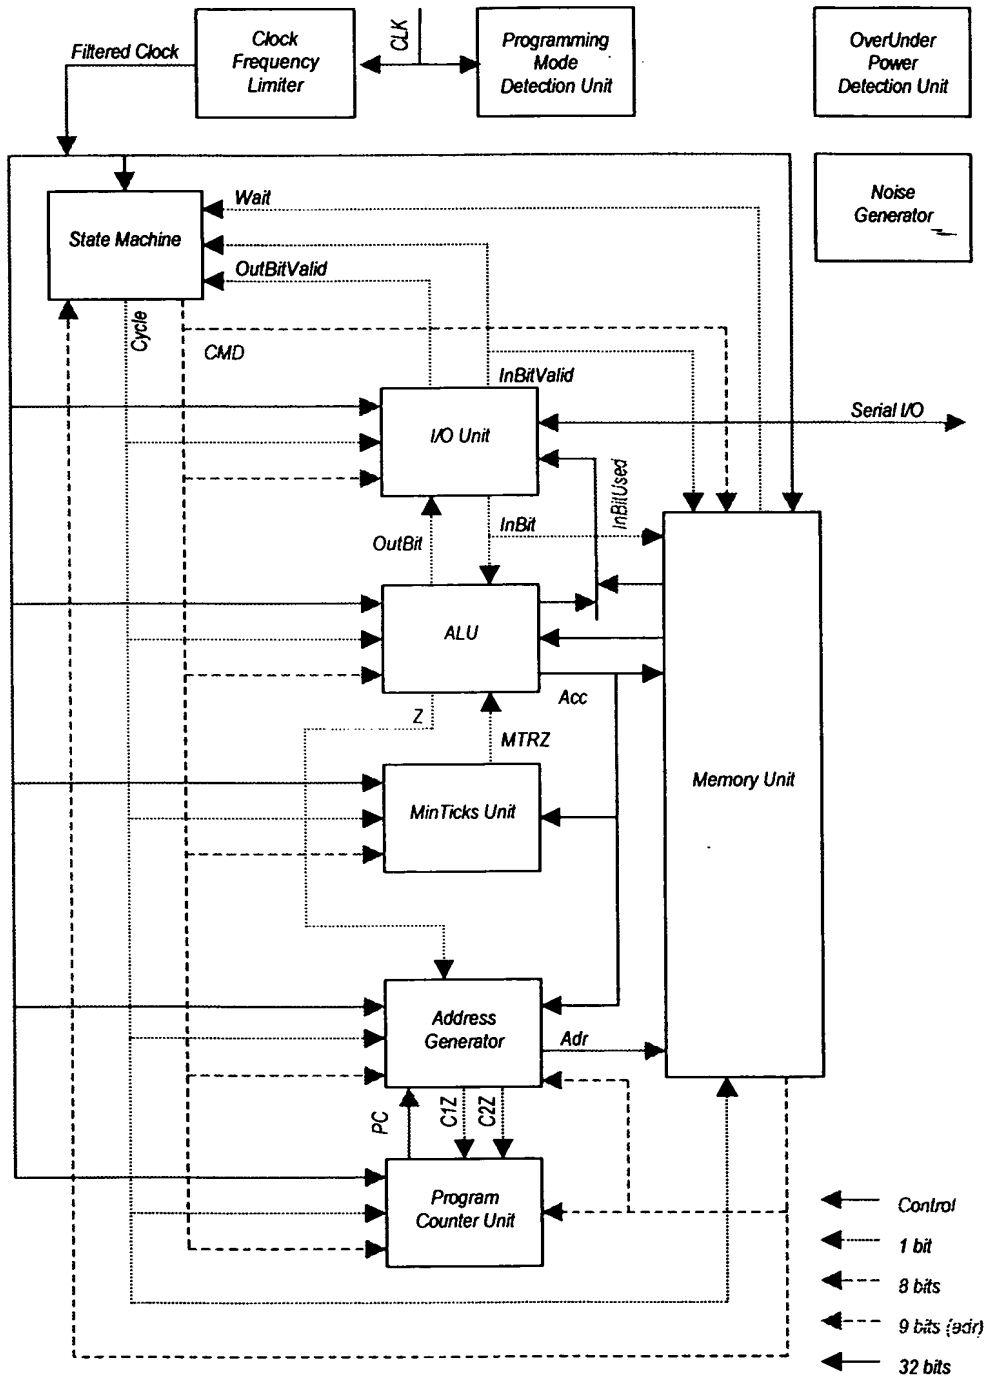 Filtered Clock
Clock
Frequency
Limiter
CLK
Programming
Mode
Detection Unit
OverUnder
Power
Detection Unit
State Machine
Wait
OutBitValid
Noise
Generator
Cycle
CMD
InBitValid
I/O Unit
Serial I/O
OutBit
InBit
InBitUsed
ALU
Acc
Z
MTRZ
MinTicks Unit
Memory Unit
Address
Generator
Adr
PC
C1Z
C2Z
Program
Counter Unit
Control
1 bit
8 bits
9 bits (adr)
32 bits